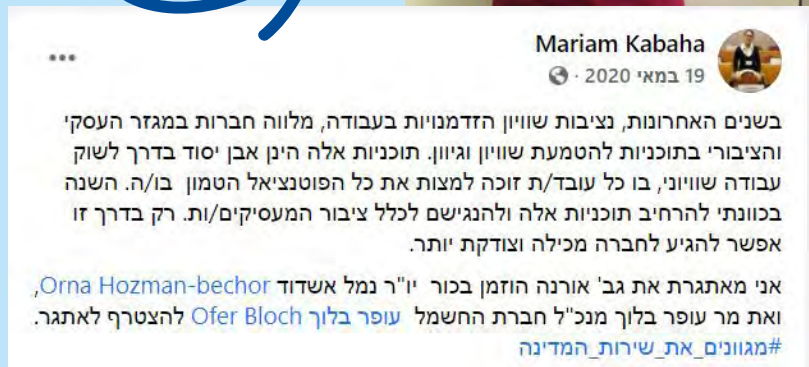 Mariam Kabaha
19 במאי 2020 ·
בשנים האחרונות, נציבות שוויון הזדמנויות בעבודה, מלווה חברות במגזר העסקי
והציבורי בתוכניות להטמעת שוויון וגיוון. תוכניות אלה הינן אבן יסוד בדרך לשוק
עבודה שוויוני, בו כל עובד/ת זוכה למצות את כל הפוטנציאל הטמון בו/ה. השנה
בכוונתי להרחיב תוכניות אלה ולהנגישם לכלל ציבור המעסיקים/ות. רק בדרך זו
אפשר להגיע לחברה מכילה וצודקת יותר.
אני מאתגרת את גב' אורנה הוזמן בכור יו"ר נמל אשדוד Orna Hozman-bechor,
ואת מר עופר בלוך מנכ"ל חברת החשמל עופר בלוך Ofer Bloch להצטרף לאתגר.
#מגוונים_את_שירות_המדינה